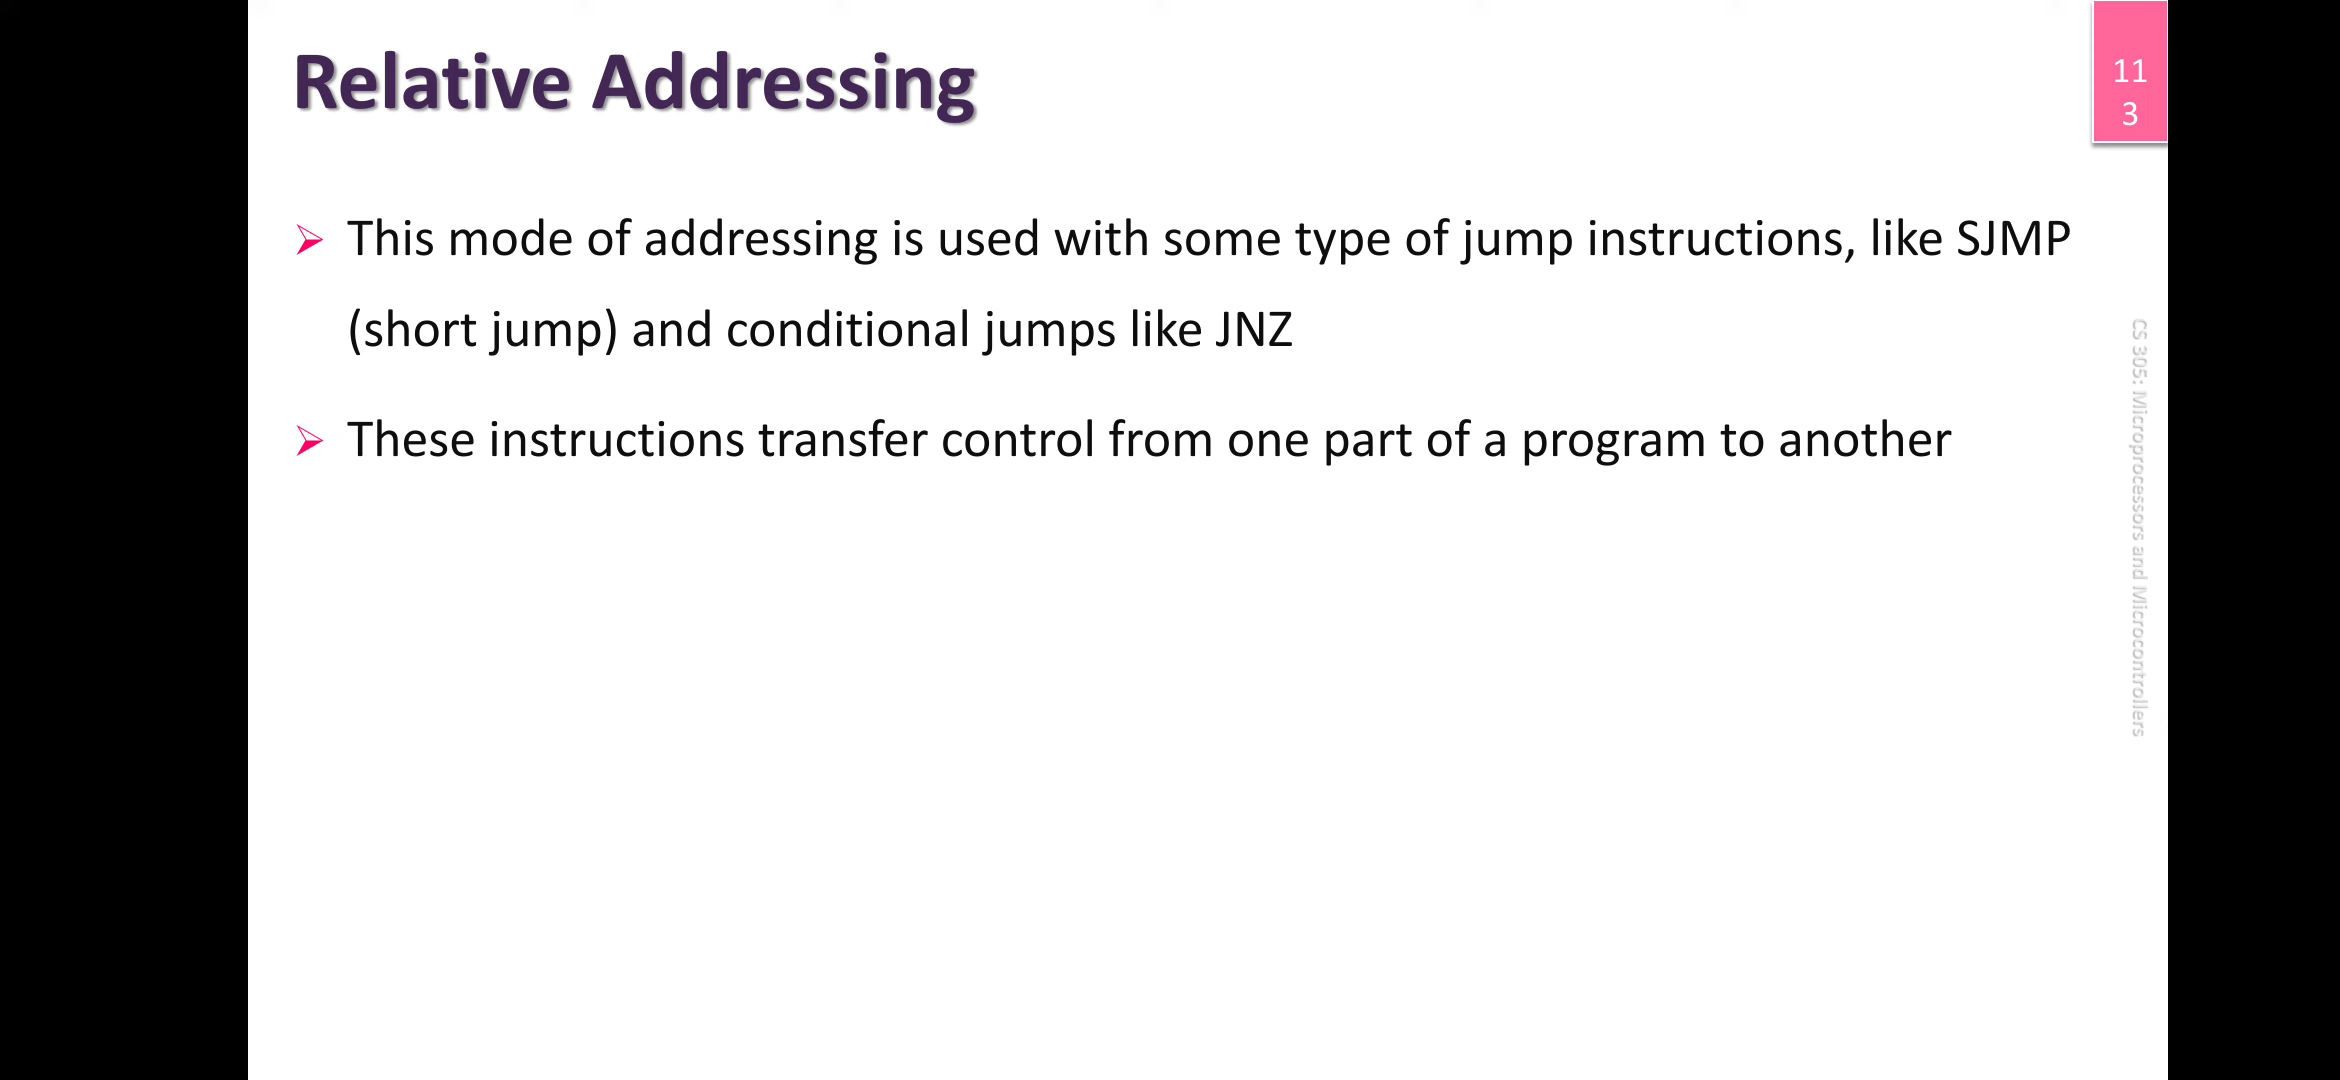 Relative Addressing
11
3
This mode of addressing is used with some type of jump instructions, like SJMP
(short jump) and conditional jumps like JNZ
These instructions transfer control from one part of a program to another
CS 305: Microprocessors and Microcontrollers